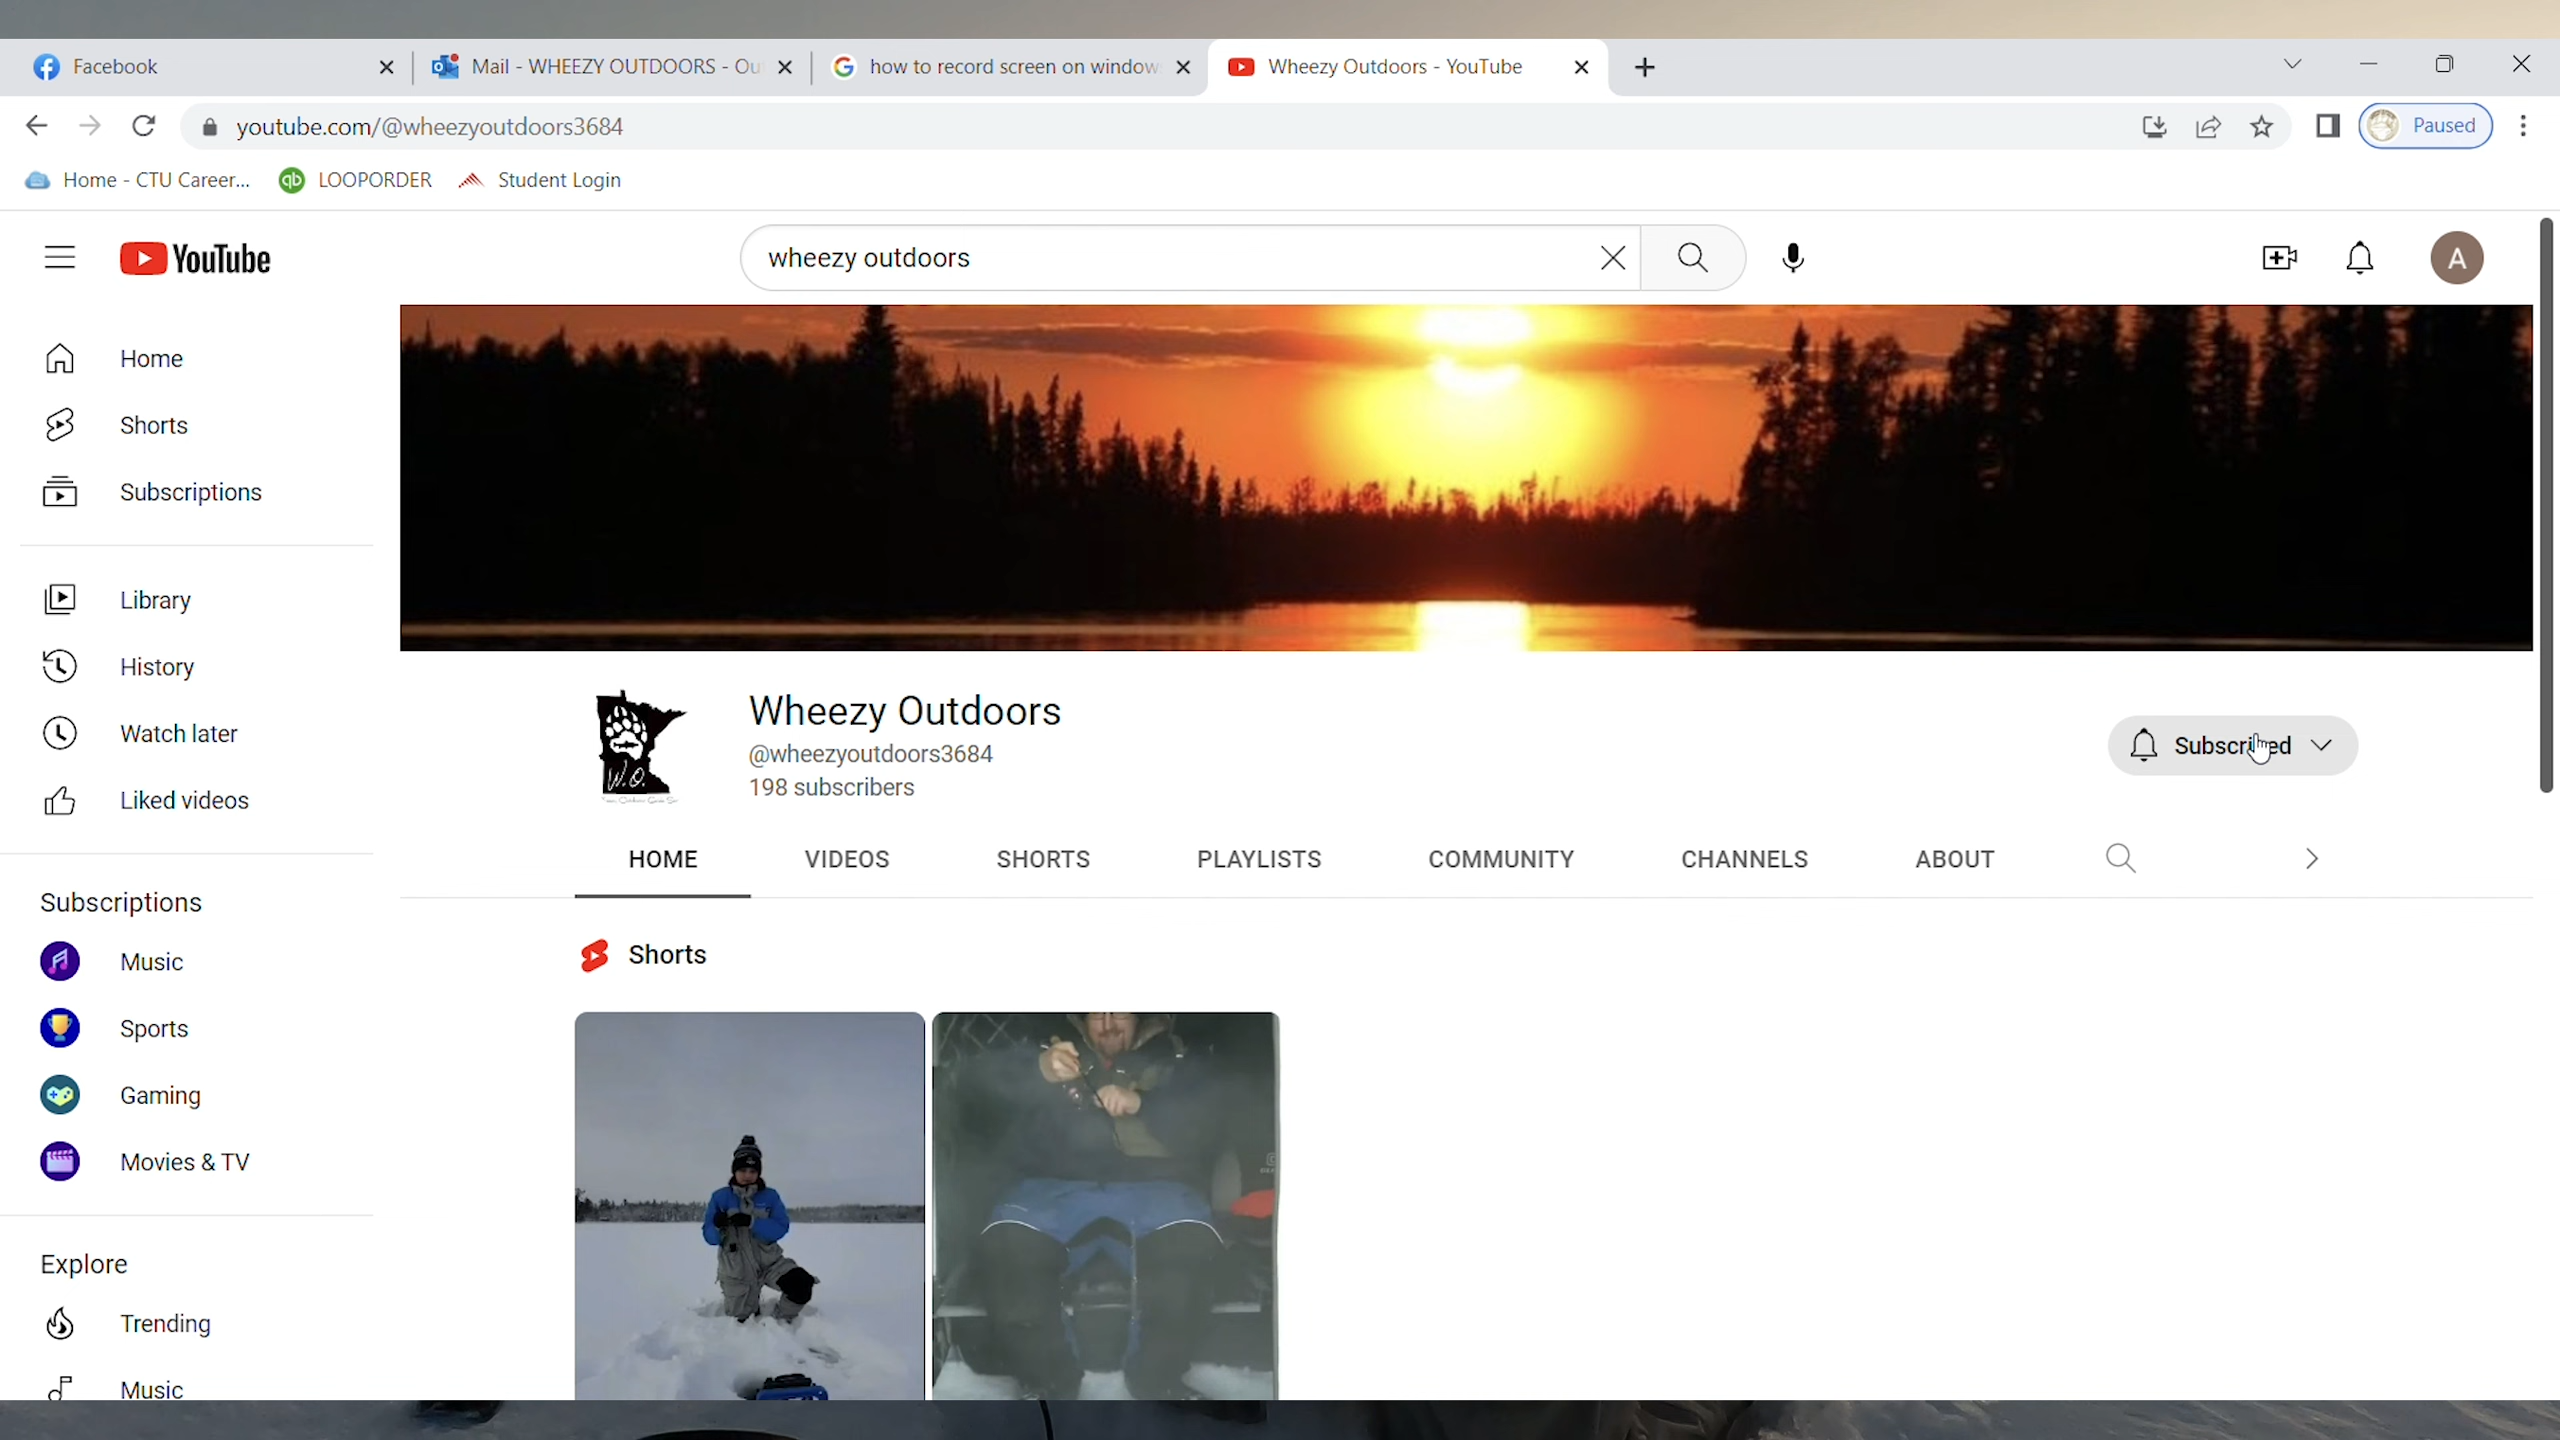 Facebook
Mail - WHEEZY OUTDOORS - Ou
how to record screen on window
Wheezy Outdoors - YouTube
youtube.com/@wheezyoutdoors3684
Paused
Home - CTU Career...
qb LOOPORDER
Student Login
YouTube
wheezy outdoors
A
Home
Shorts
Subscriptions
Library
History
Watch later
Liked videos
Subscriptions
Music
Sports
Gaming
Movies & TV
Explore
Trending
Music
W.O.
Wheezy Outdoors
@wheezyoutdoors3684
198 subscribers
Subscribed
HOME
VIDEOS
SHORTS
PLAYLISTS
COMMUNITY
CHANNELS
ABOUT
Shorts